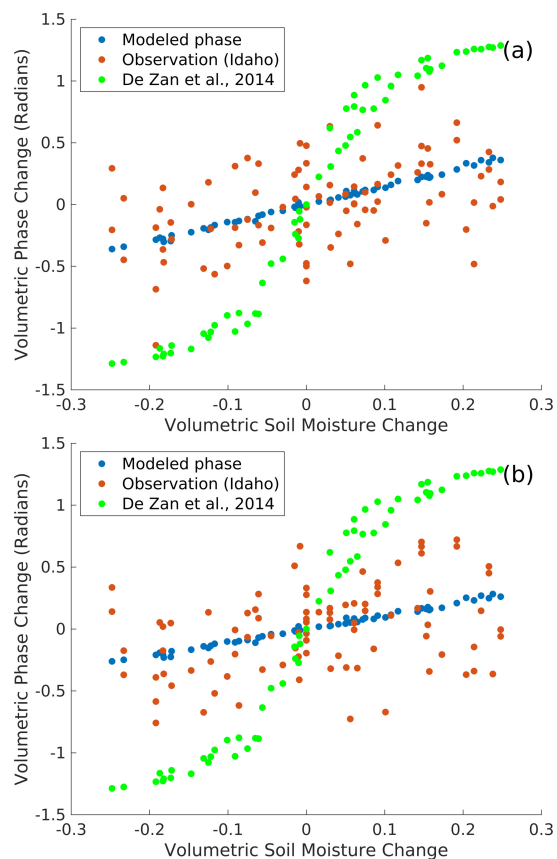 1.5
1
0.5
0
-0.5
-1
-1.5
Volumetric Phase Change (Radians)
Modeled phase
Observation (Idaho)
De Zan et al., 2014
(a)
-0.3
-0.2
-0.1
0
0.1
0.2
0.3
Volumetric Soil Moisture Change
1.5
1
0.5
0
-0.5
-1
-1.5
Volumetric Phase Change (Radians)
Modeled phase
Observation (Idaho)
De Zan et al., 2014
(b)
-0.3
-0.2
-0.1
0
0.1
0.2
0.3
Volumetric Soil Moisture Change